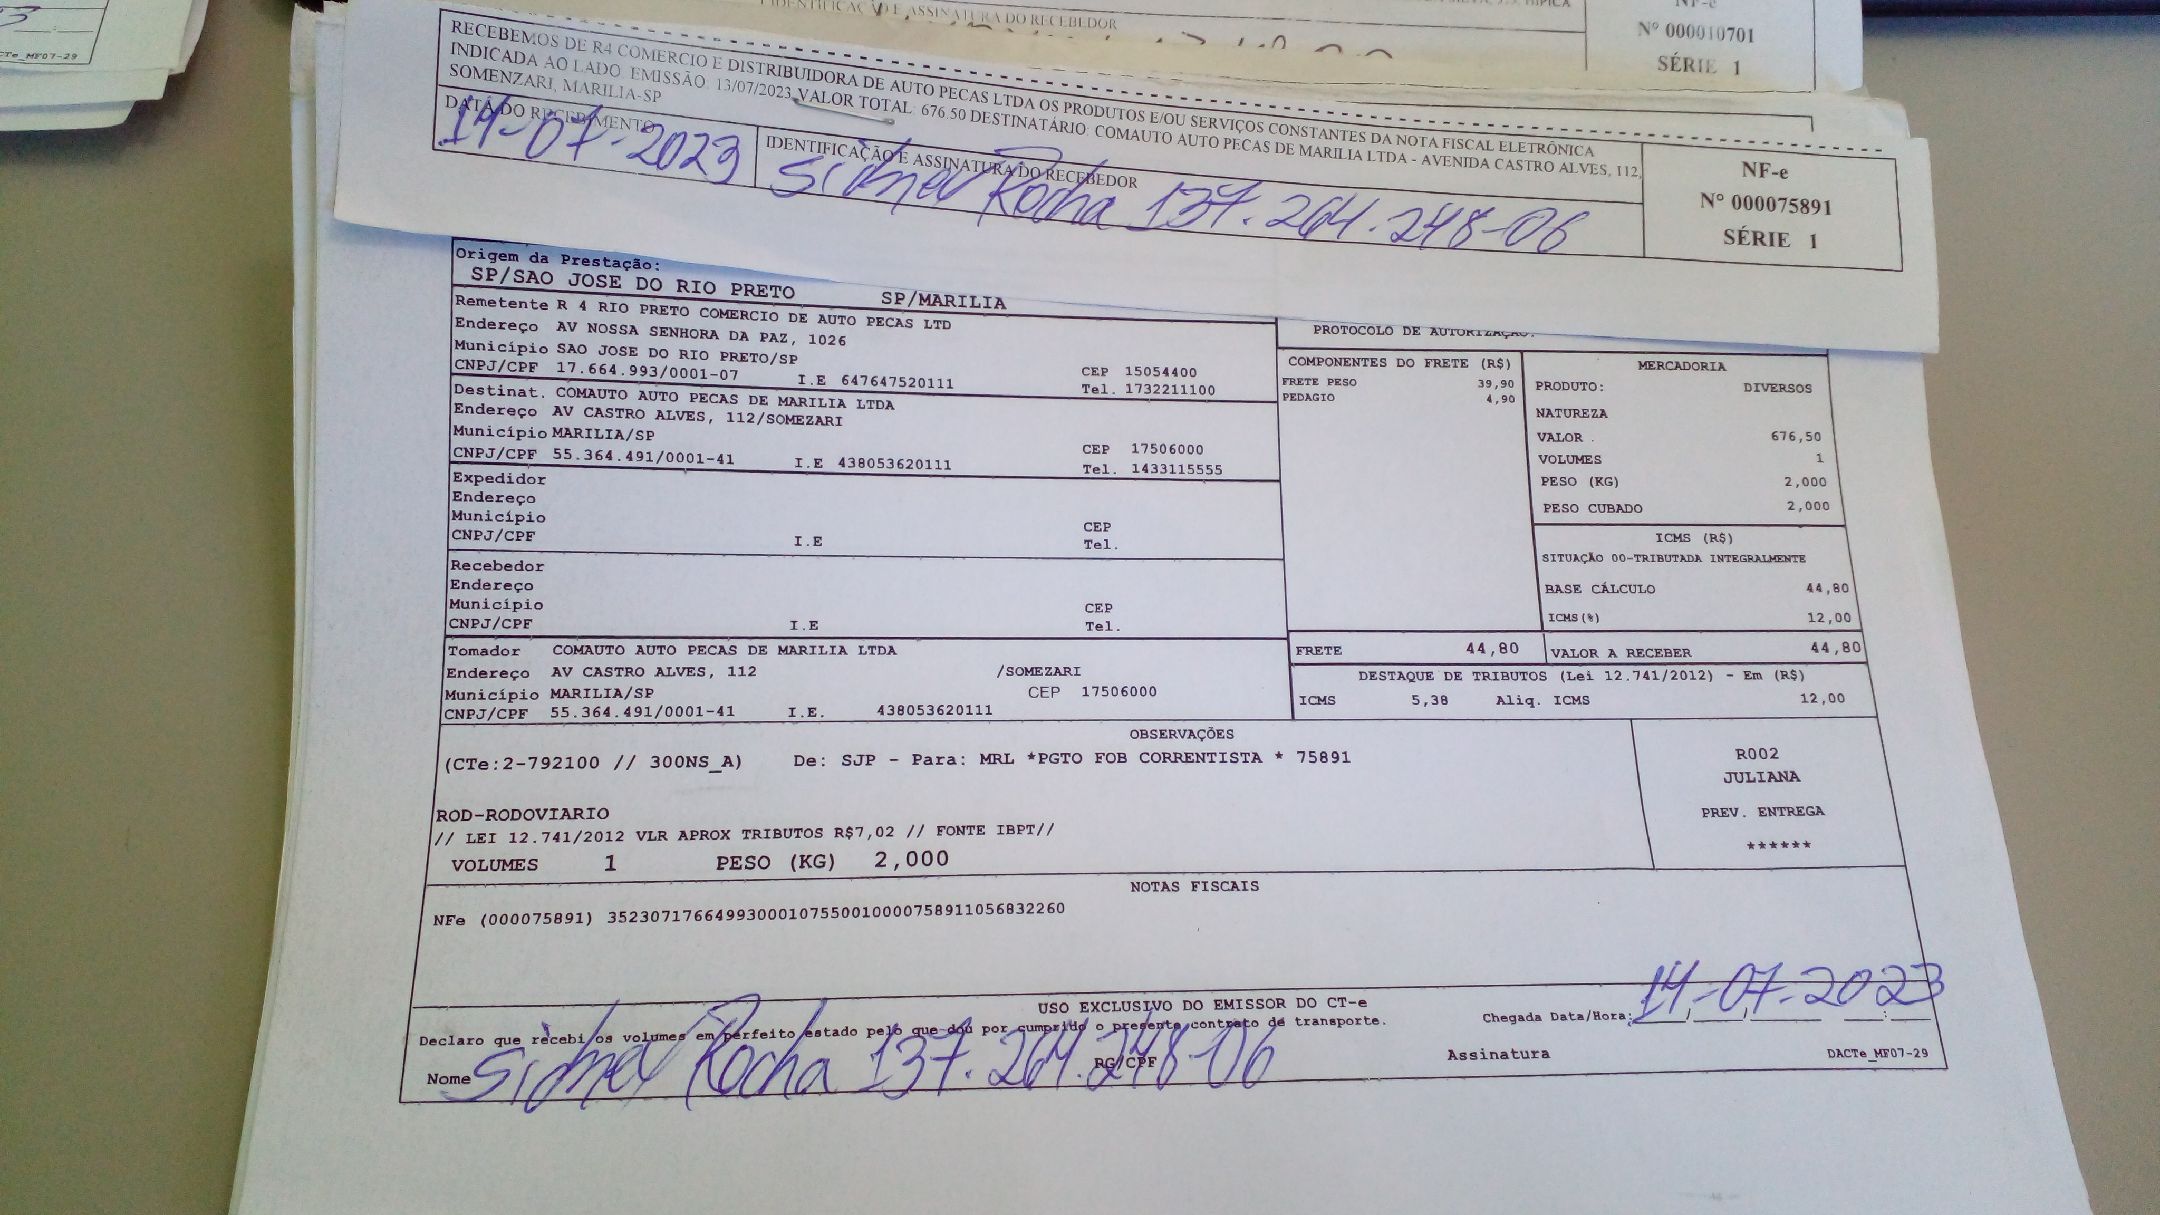 CTe_MF07-29
IDENTIFICAÇÃO E ASSINATURA DO RECEBEDOR
NF-e
Nº 000010701
SÉRIE 1
RECEBEMOS DE R4 COMERCIO E DISTRIBUIDORA DE AUTO PECAS LTDA OS PRODUTOS E/OU SERVIÇOS CONSTANTES DA NOTA FISCAL ELETRÔNICA
INDICADA AO LADO. EMISSÃO: 13/07/2023 VALOR TOTAL: 676.50 DESTINATÁRIO: COMAUTO AUTO PECAS DE MARILIA LTDA - AVENIDA CASTRO ALVES, 112,
SOMENZARI, MARILIA-SP
DATA DO RECEBIMENTO
14-07-2023
IDENTIFICAÇÃO E ASSINATURA DO RECEBEDOR
Sidnei Rocha 137.264.248-06
NF-e
Nº 000075891
SÉRIE 1
Origem da Prestação:
SP/SAO JOSE DO RIO PRETO SP/MARILIA
Remetente R 4 RIO PRETO COMERCIO DE AUTO PECAS LTD
Endereço AV NOSSA SENHORA DA PAZ, 1026
Município SAO JOSE DO RIO PRETO/SP CEP 15054400
CNPJ/CPF 17.664.993/0001-07 I.E 647647520111 Tel. 1732211100
Destinat. COMAUTO AUTO PECAS DE MARILIA LTDA
Endereço AV CASTRO ALVES, 112/SOMEZARI
Município MARILIA/SP CEP 17506000
CNPJ/CPF 55.364.491/0001-41 I.E 438053620111 Tel. 1433115555
Expedidor
Endereço
Município CEP
CNPJ/CPF I.E Tel.
Recebedor
Endereço
Município CEP
CNPJ/CPF I.E Tel.
Tomador COMAUTO AUTO PECAS DE MARILIA LTDA
Endereço AV CASTRO ALVES, 112 /SOMEZARI
Município MARILIA/SP CEP 17506000
CNPJ/CPF 55.364.491/0001-41 I.E. 438053620111
PROTOCOLO DE AUTORIZAÇÃO:
COMPONENTES DO FRETE (R$)
FRETE PESO 39,90
PEDAGIO 4,90
MERCADORIA
PRODUTO: DIVERSOS
NATUREZA
VALOR . 676,50
VOLUMES 1
PESO (KG) 2,000
PESO CUBADO 2,000
ICMS (R$)
SITUAÇÃO 00-TRIBUTADA INTEGRALMENTE
BASE CÁLCULO 44,80
ICMS(%) 12,00
FRETE 44,80 VALOR A RECEBER 44,80
DESTAQUE DE TRIBUTOS (Lei 12.741/2012) - Em (R$)
ICMS 5,38 Aliq. ICMS 12,00
OBSERVAÇÕES
(CTe:2-792100 // 300NS_A) De: SJP - Para: MRL *PGTO FOB CORRENTISTA * 75891
ROD-RODOVIARIO
// LEI 12.741/2012 VLR APROX TRIBUTOS R$7,02 // FONTE IBPT//
VOLUMES 1 PESO (KG) 2,000
R002
JULIANA
PREV. ENTREGA
******
NOTAS FISCAIS
NFe (000075891) 35230717664993000107550010000758911056832260
USO EXCLUSIVO DO EMISSOR DO CT-e
Declaro que recebi os volumes em perfeito estado pelo que dou por cumprido o presente contrato de transporte.
Chegada Data/Hora: 14-07-2023
Nome Sidnei Rocha 137.264.248-06 RG/CPF Assinatura DACTe_MF07-29